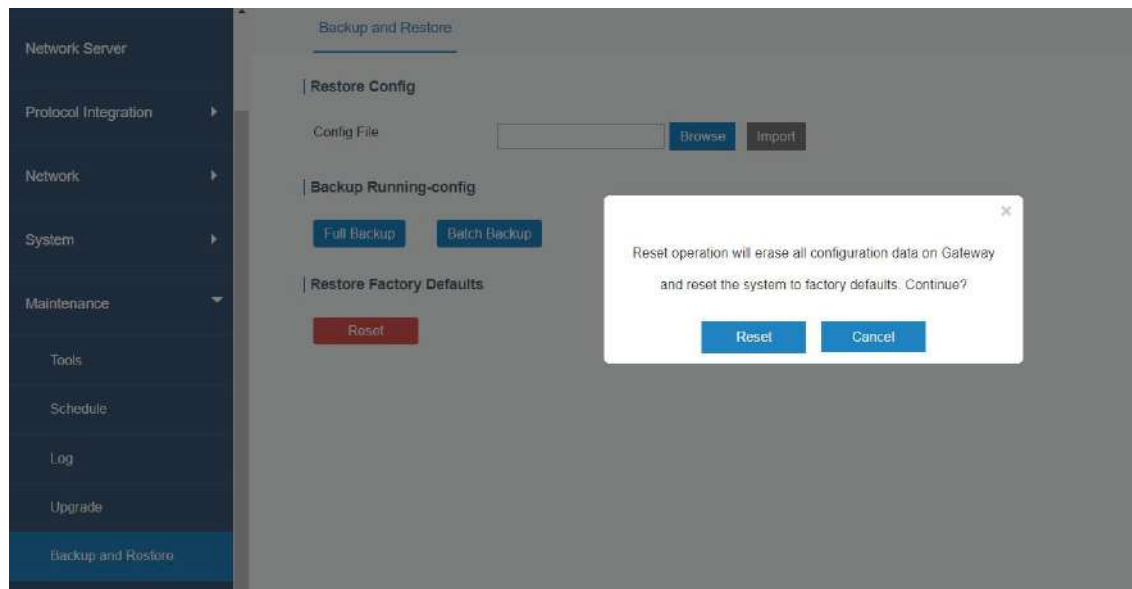 Network Server
Protocol Integration
Network
System
Maintenance
Tools
Schedule
Log
Upgrade
Backup and Restore
Backup and Restore
Restore Config
Config File
Browse
Import
Backup Running-config
Full Backup
Batch Backup
Restore Factory Defaults
Reset
×
Reset operation will erase all configuration data on Gateway
and reset the system to factory defaults. Continue?
Reset
Cancel